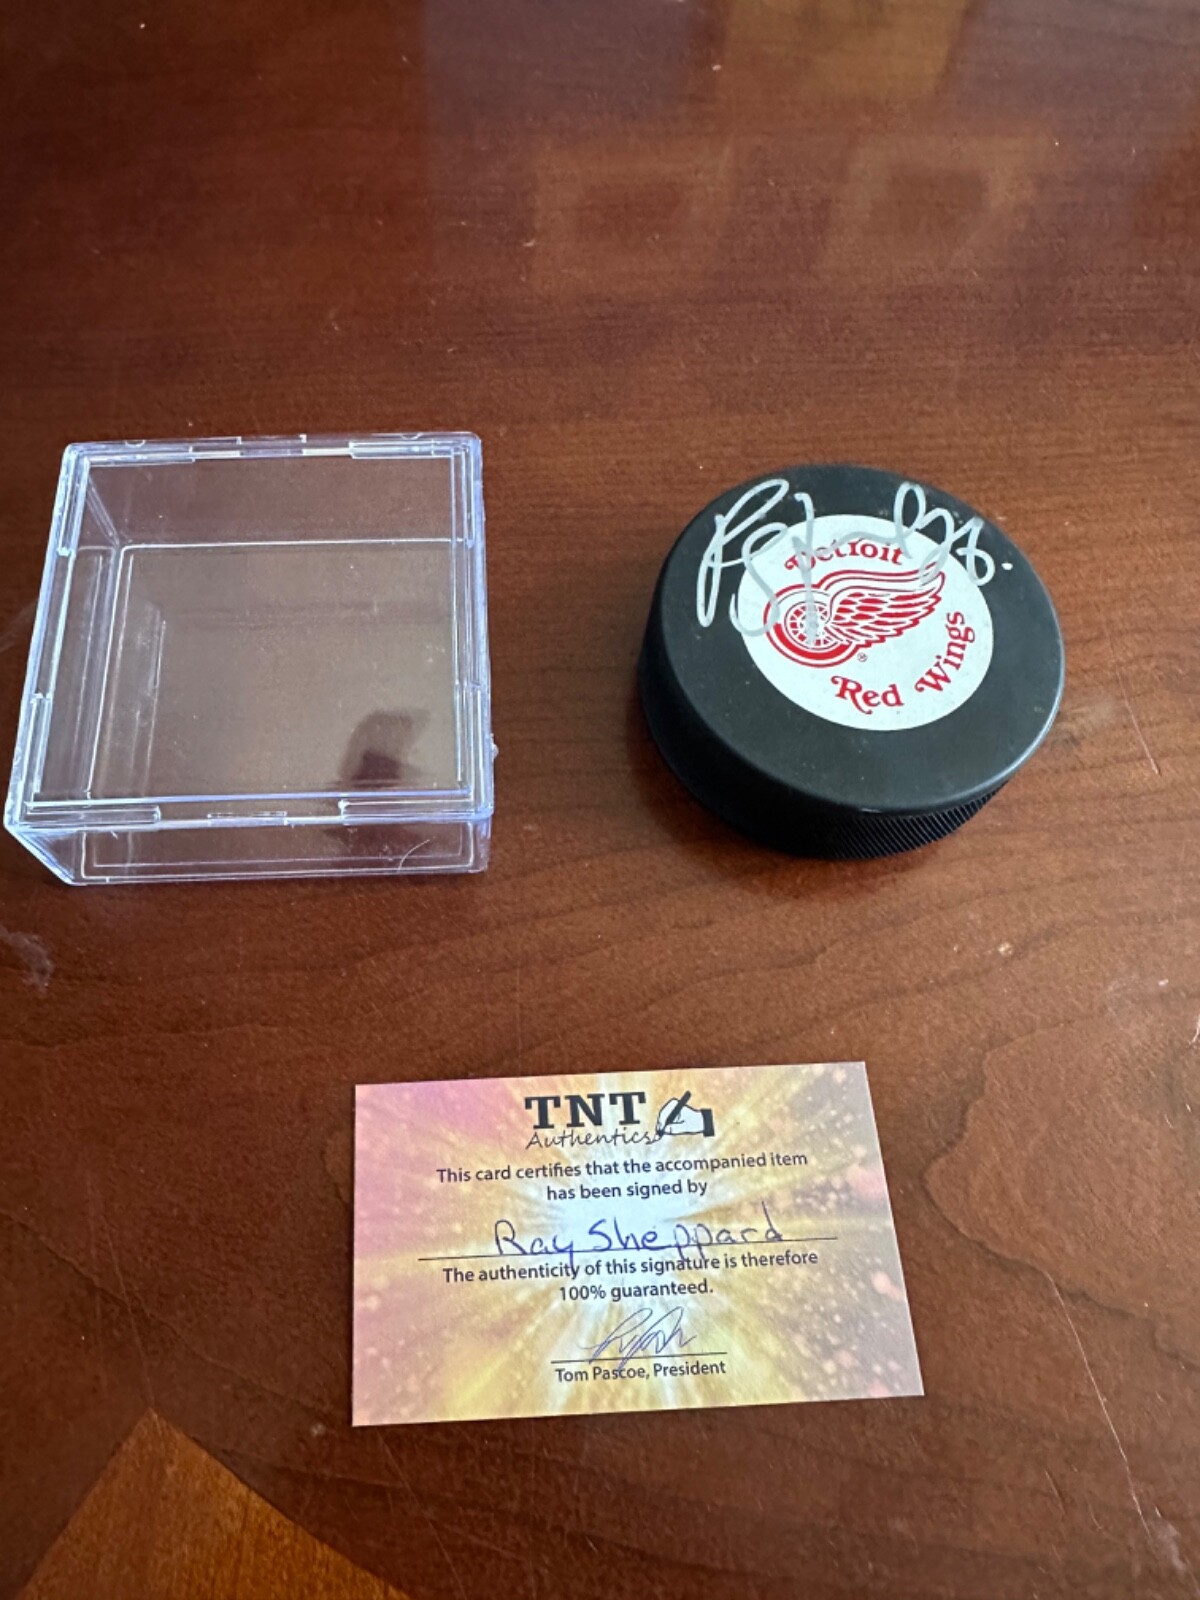 Detroit
Red Wings
®
TNT
Authentics
This card certifies that the accompanied item
has been signed by
Ray Sheppard
The authenticity of this signature is therefore
100% guaranteed.
Tom Pascoe, President